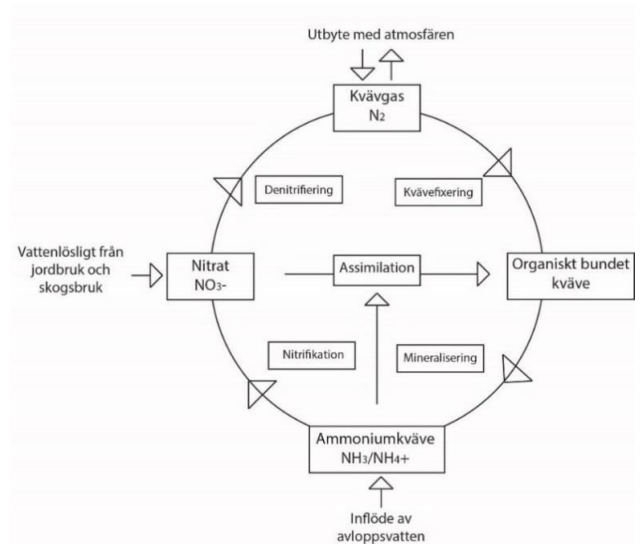 Utbyte med atmosfären
Kvävgas
N2
Denitrifiering
Kvävefixering
Vattenlösligt från
jordbruk och
skogsbruk
Nitrat
NO3-
Assimilation
Organiskt bundet
kväve
Nitrifikation
Mineralisering
Ammoniumkväve
NH3/NH4+
Inflöde av
avloppsvatten